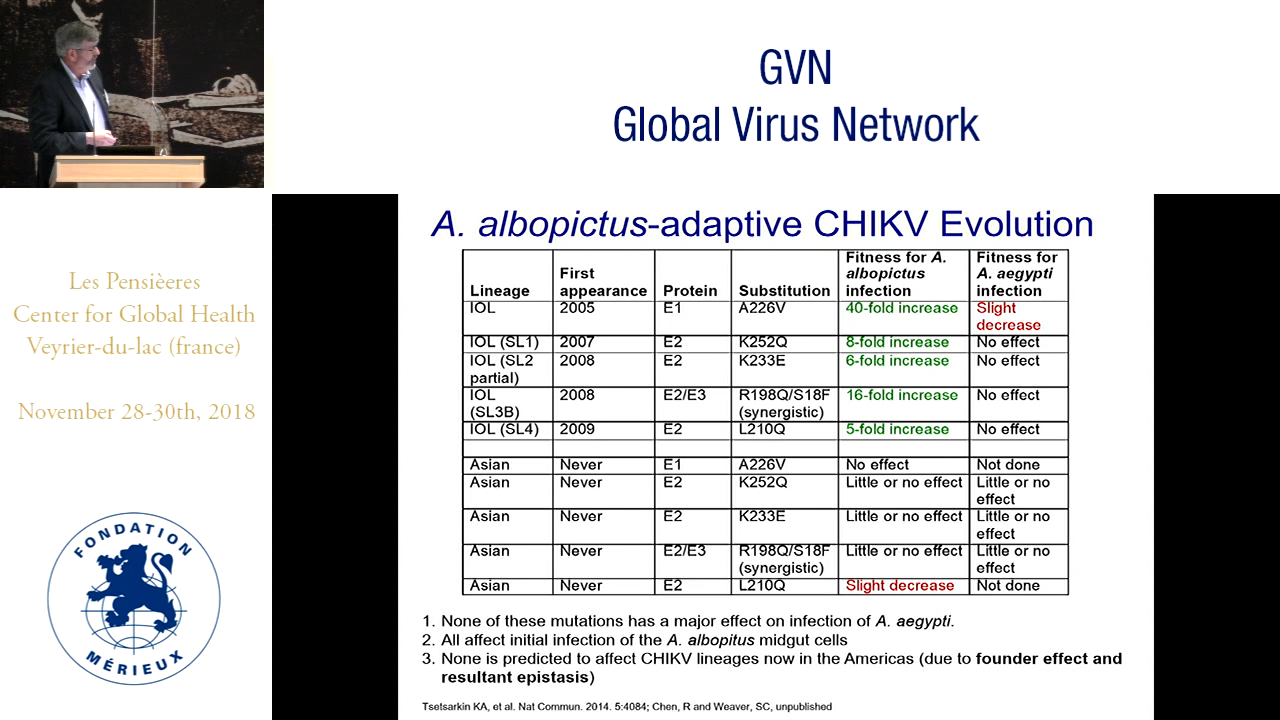 GVN
Global Virus Network
Les Pensièeres
Center for Global Health
Veyrier-du-lac (france)
November 28-30th, 2018
FONDATION
MÉRIEUX
A. albopictus-adaptive CHIKV Evolution
Lineage | First appearance | Protein | Substitution | Fitness for A. albopictus infection | Fitness for A. aegypti infection
IOL | 2005 | E1 | A226V | 40-fold increase | Slight decrease
IOL (SL1) | 2007 | E2 | K252Q | 8-fold increase | No effect
IOL (SL2 partial) | 2008 | E2 | K233E | 6-fold increase | No effect
IOL (SL3B) | 2008 | E2/E3 | R198Q/S18F (synergistic) | 16-fold increase | No effect
IOL (SL4) | 2009 | E2 | L210Q | 5-fold increase | No effect
Asian | Never | E1 | A226V | No effect | Not done
Asian | Never | E2 | K252Q | Little or no effect | Little or no effect
Asian | Never | E2 | K233E | Little or no effect | Little or no effect
Asian | Never | E2/E3 | R198Q/S18F (synergistic) | Little or no effect | Little or no effect
Asian | Never | E2 | L210Q | Slight decrease | Not done
1. None of these mutations has a major effect on infection of A. aegypti.
2. All affect initial infection of the A. albopitus midgut cells
3. None is predicted to affect CHIKV lineages now in the Americas (due to founder effect and
resultant epistasis)
Tsetsarkin KA, et al. Nat Commun. 2014. 5:4084; Chen, R and Weaver, SC, unpublished